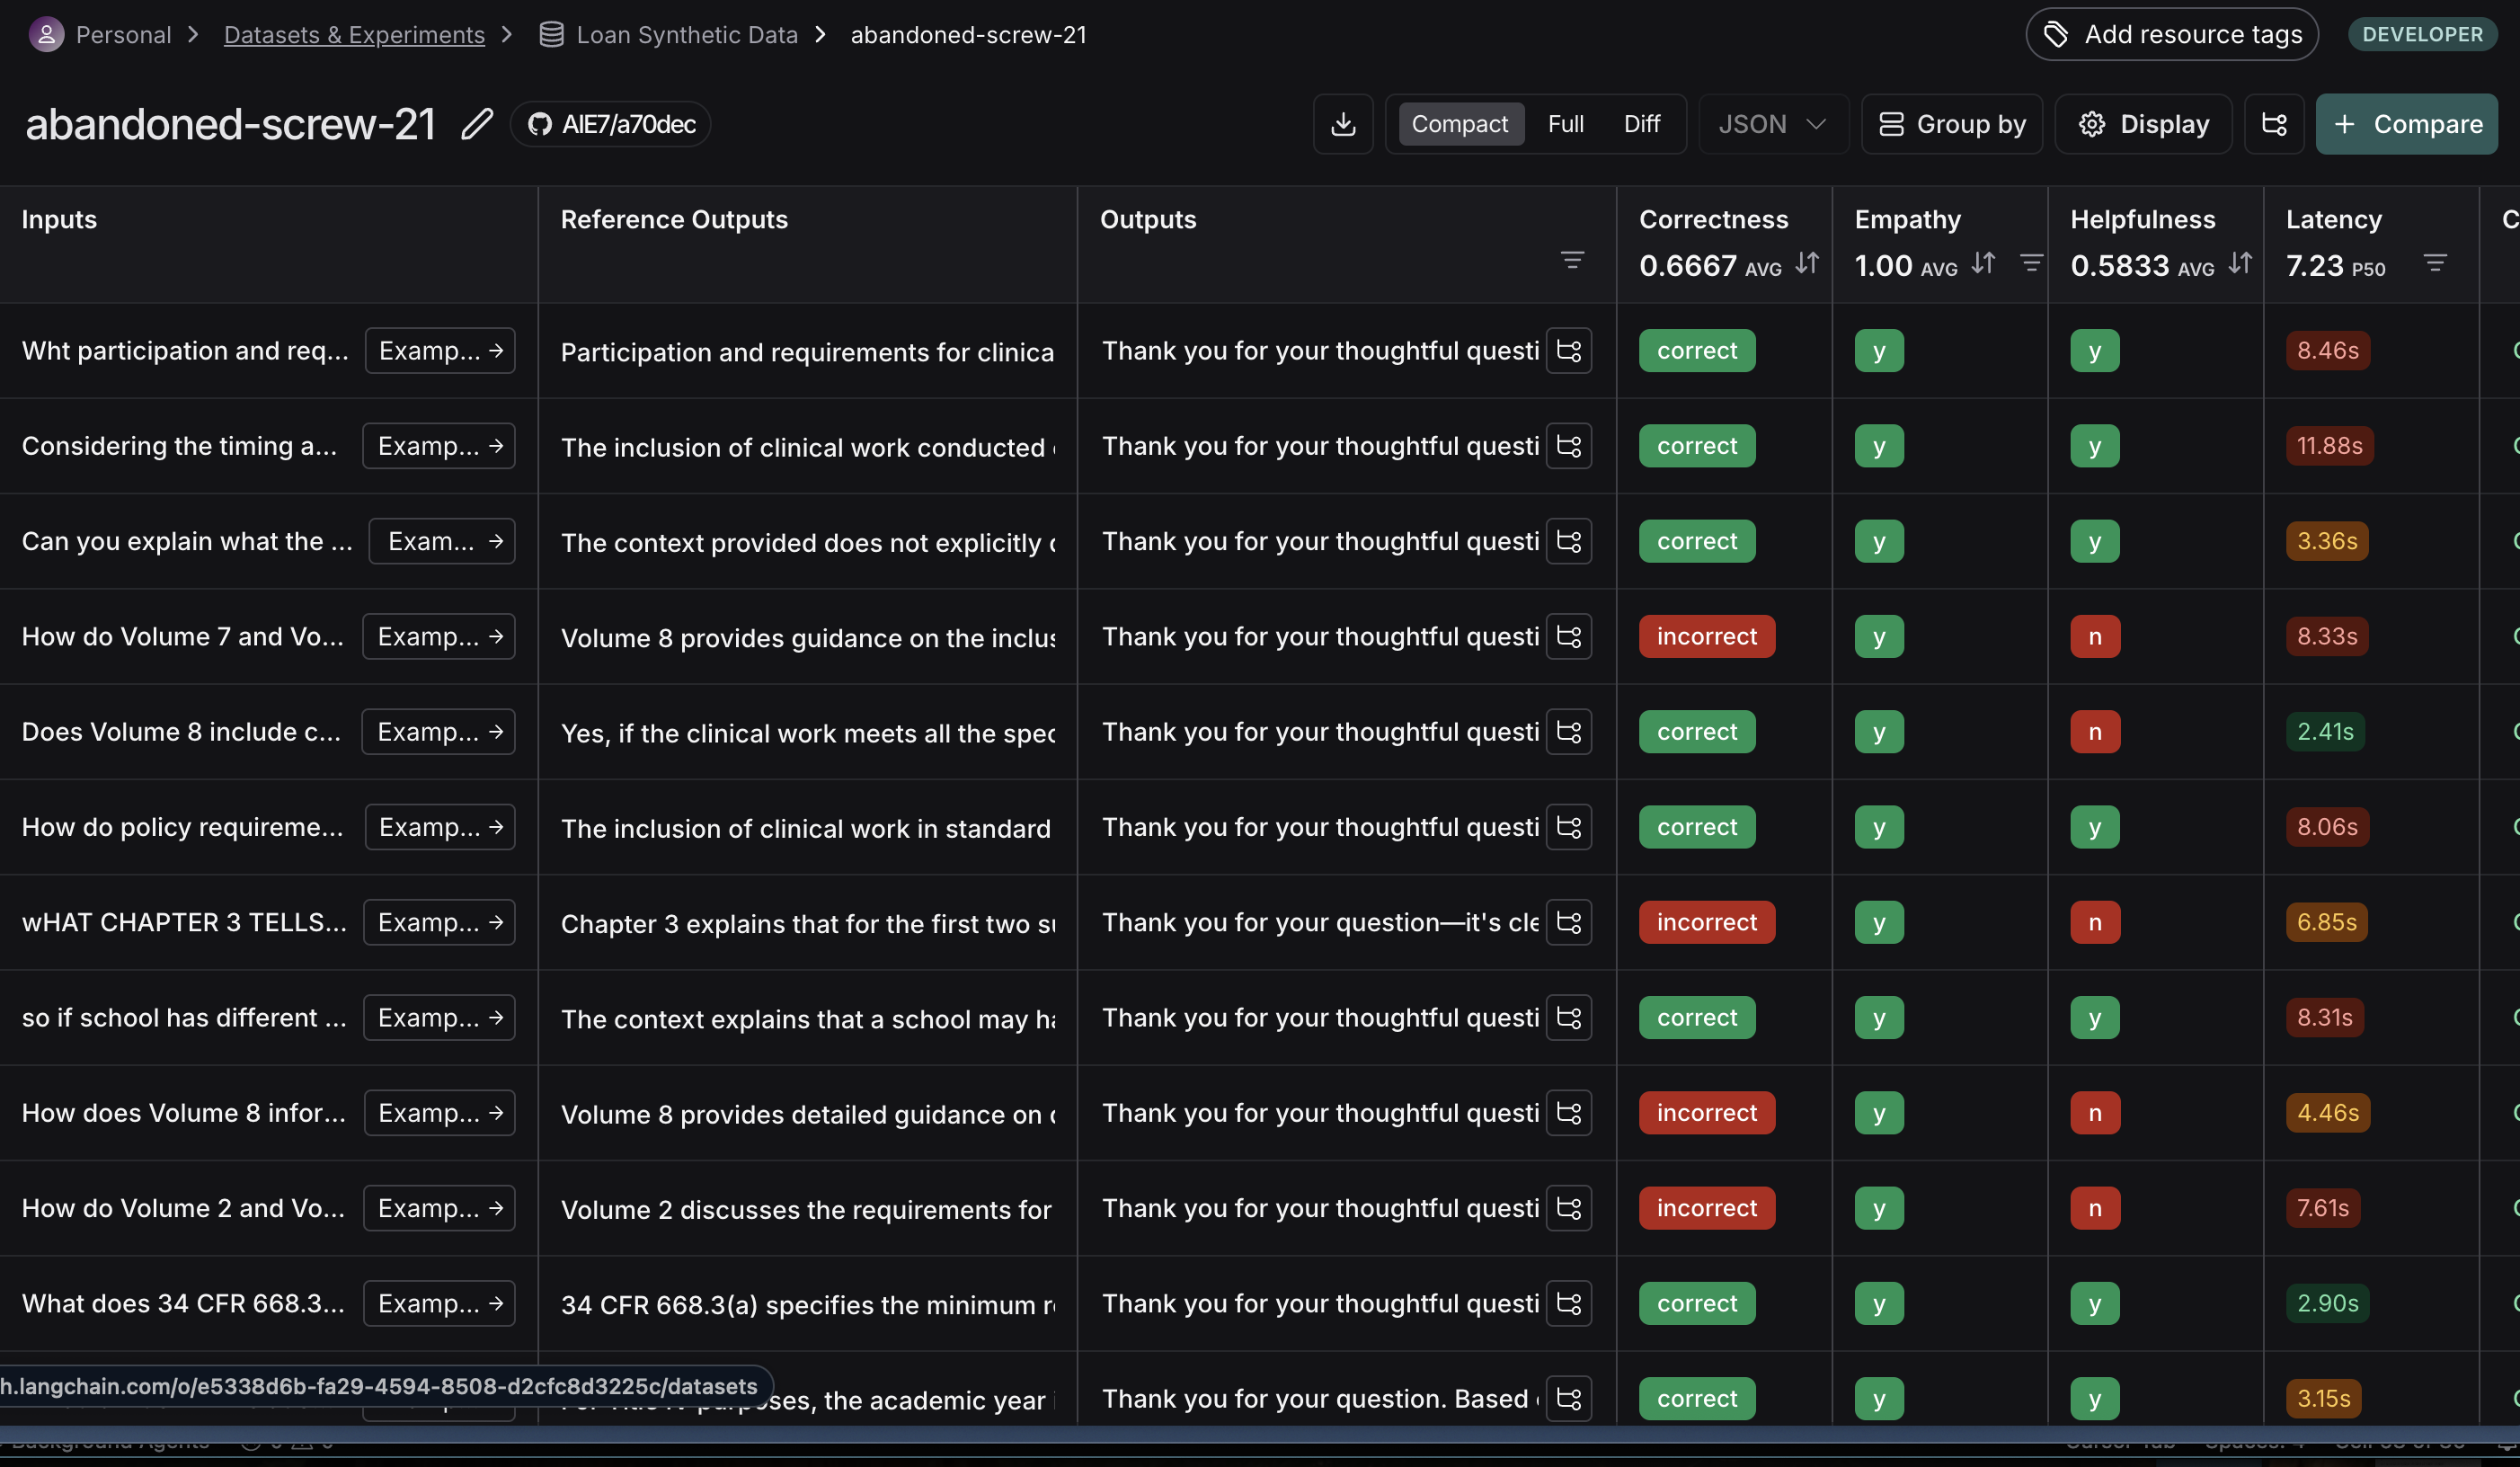 Personal > Datasets & Experiments > Loan Synthetic Data > abandoned-screw-21 Add resource tags DEVELOPER
abandoned-screw-21 AIE7/a70dec Compact Full Diff JSON Group by Display + Compare
Inputs Reference Outputs Outputs Correctness Empathy Helpfulness Latency
0.6667 AVG 1.00 AVG 0.5833 AVG 7.23 P50
Wht participation and req... Examp... → Participation and requirements for clinica Thank you for your thoughtful questi correct y y 8.46s
Considering the timing a... Examp... → The inclusion of clinical work conducted Thank you for your thoughtful questi correct y y 11.88s
Can you explain what the ... Exam... → The context provided does not explicitly Thank you for your thoughtful questi correct y y 3.36s
How do Volume 7 and Vo... Examp... → Volume 8 provides guidance on the inclus Thank you for your thoughtful questi incorrect y n 8.33s
Does Volume 8 include c... Examp... → Yes, if the clinical work meets all the spec Thank you for your thoughtful questi correct y n 2.41s
How do policy requireme... Examp... → The inclusion of clinical work in standard Thank you for your thoughtful questi correct y y 8.06s
wHAT CHAPTER 3 TELLS... Examp... → Chapter 3 explains that for the first two su Thank you for your question—it's cle incorrect y n 6.85s
so if school has different ... Examp... → The context explains that a school may ha Thank you for your thoughtful questi correct y y 8.31s
How does Volume 8 infor... Examp... → Volume 8 provides detailed guidance on Thank you for your thoughtful questi incorrect y n 4.46s
How do Volume 2 and Vo... Examp... → Volume 2 discusses the requirements for Thank you for your thoughtful questi incorrect y n 7.61s
What does 34 CFR 668.3... Examp... → 34 CFR 668.3(a) specifies the minimum re Thank you for your thoughtful questi correct y y 2.90s
h.langchain.com/o/e5338d6b-fa29-4594-8508-d2cfc8d3225c/datasets
purposes, the academic year Thank you for your question. Based correct y y 3.15s